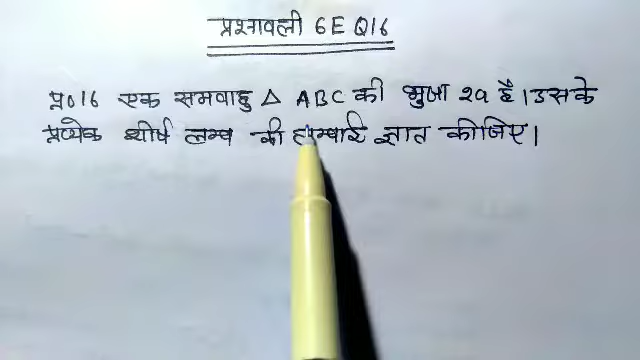 प्रश्नावली 6E Q16
प्र०16 एक समबाहु △ ABC की भुजा 2a है। उसके
प्रत्येक शीर्ष लम्ब की लम्बाई ज्ञात कीजिए।